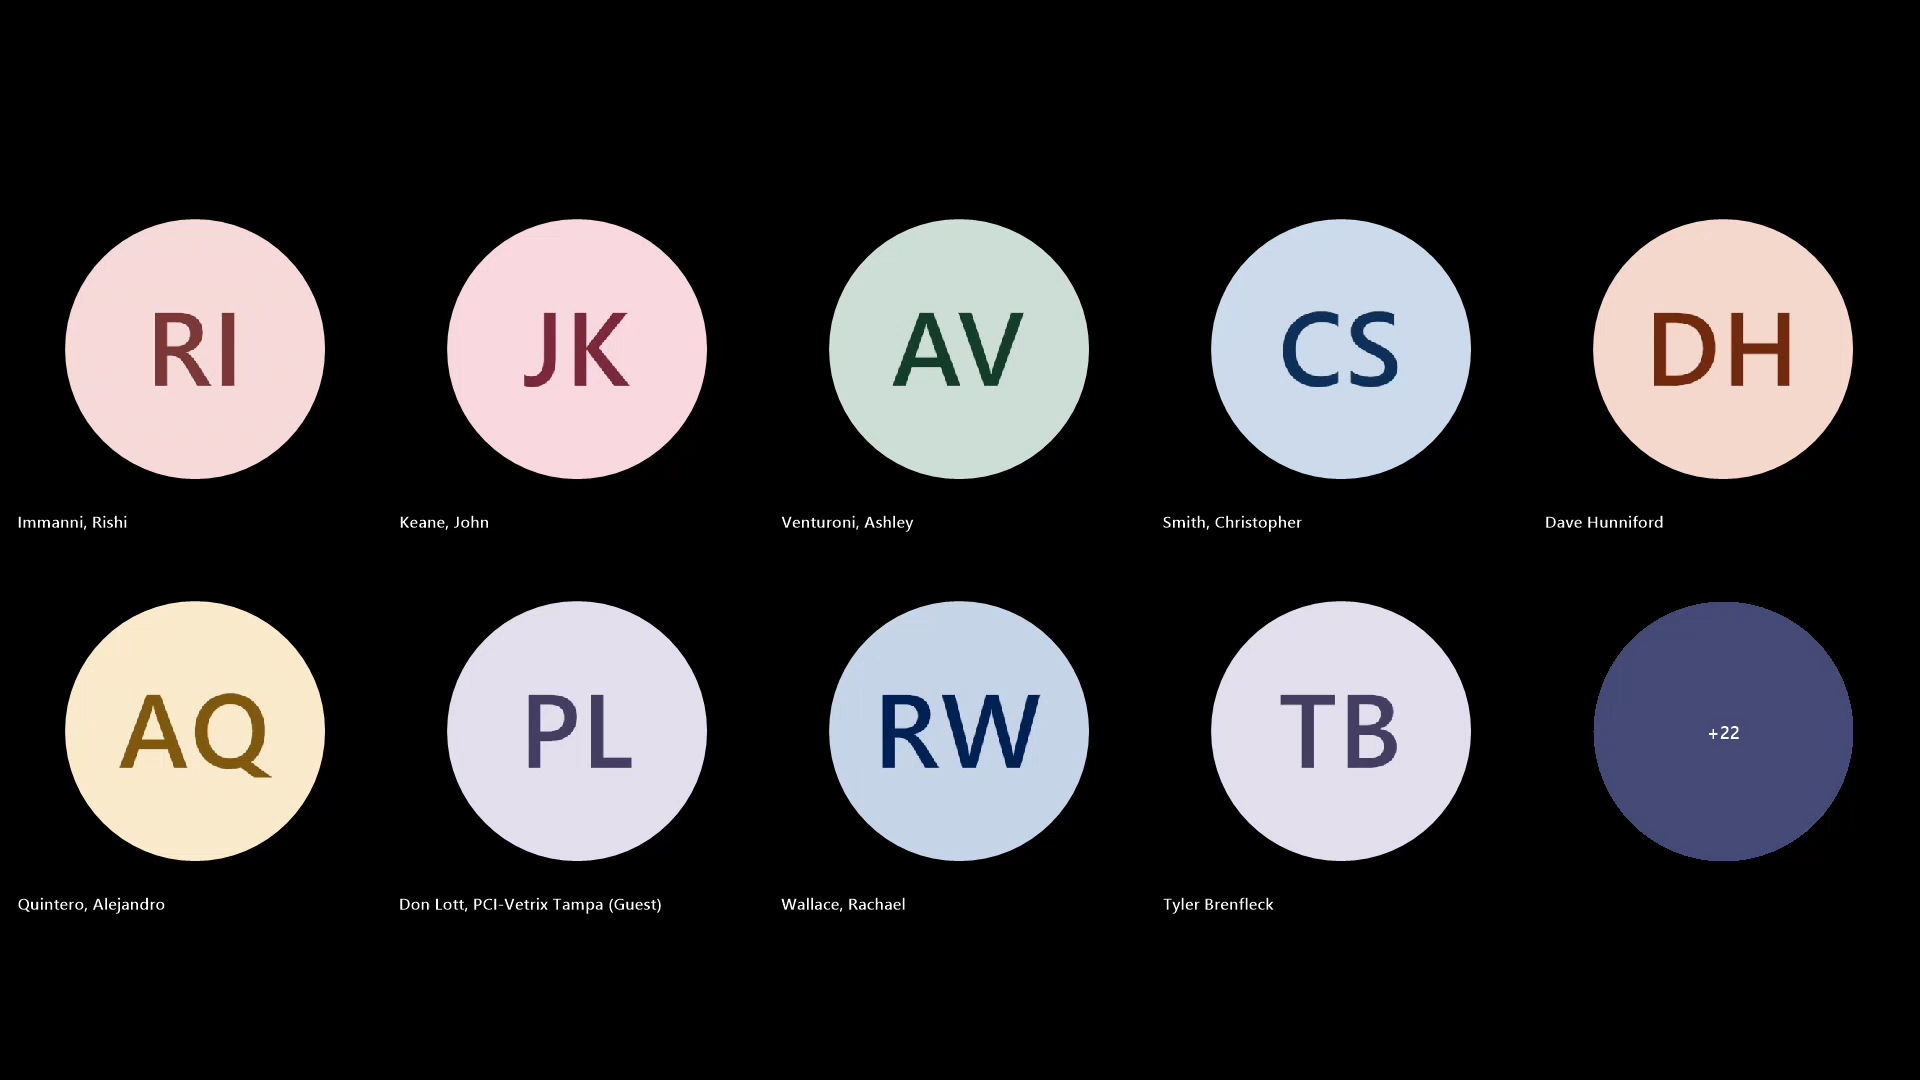 RI
JK
AV
CS
DH
Immanni, Rishi
Keane, John
Venturoni, Ashley
Smith, Christopher
Dave Hunniford
AQ
PL
RW
TB
+22
Quintero, Alejandro
Don Lott, PCI-Vetrix Tampa (Guest)
Wallace, Rachael
Tyler Brenfleck